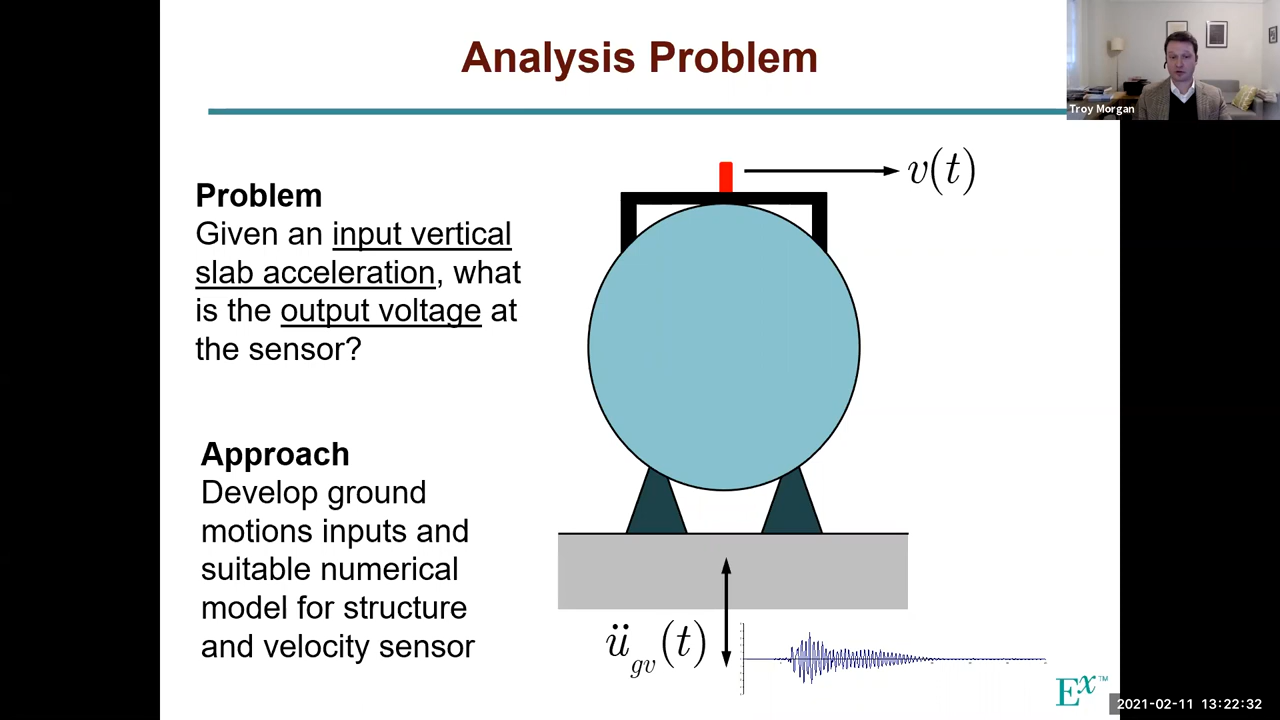 Analysis Problem
Troy Morgan
v(t)
Problem
Given an input vertical
slab acceleration, what
is the output voltage at
the sensor?
Approach
Develop ground
motions inputs and
suitable numerical
model for structure
and velocity sensor
ü_gv(t)
Ex™
2021-02-11 13:22:32